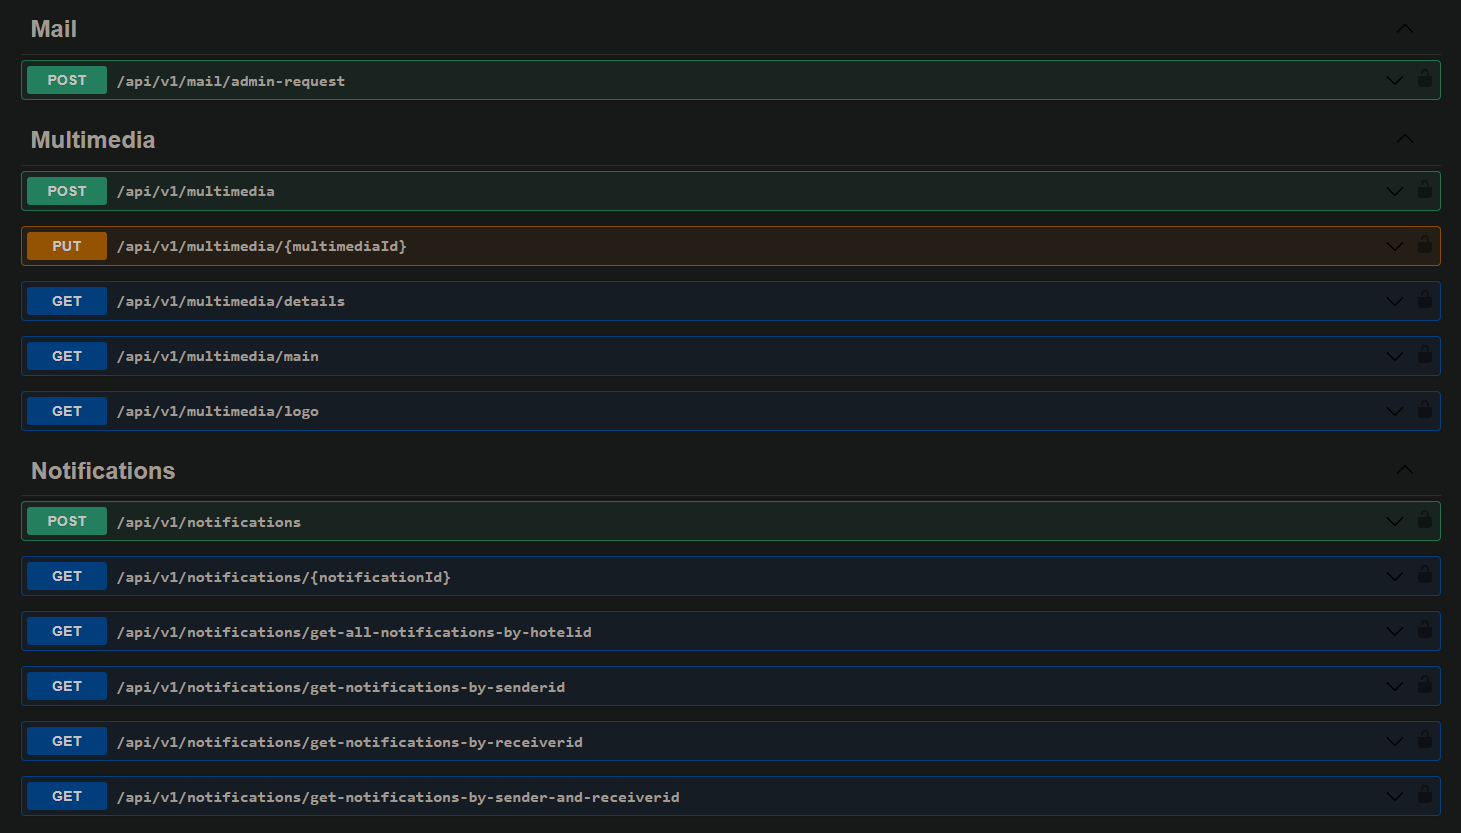 Mail
POST /api/v1/mail/admin-request
Multimedia
POST /api/v1/multimedia
PUT /api/v1/multimedia/{multimediaId}
GET /api/v1/multimedia/details
GET /api/v1/multimedia/main
GET /api/v1/multimedia/logo
Notifications
POST /api/v1/notifications
GET /api/v1/notifications/{notificationId}
GET /api/v1/notifications/get-all-notifications-by-hotelid
GET /api/v1/notifications/get-notifications-by-senderid
GET /api/v1/notifications/get-notifications-by-receiverid
GET /api/v1/notifications/get-notifications-by-sender-and-receiverid